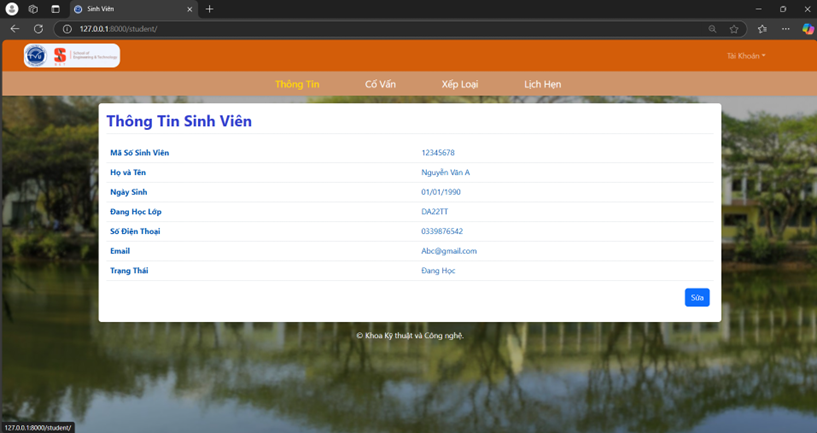 Sinh Viên
127.0.0.1:8000/student/
TVU
School of
Engineering & Technology
Tài Khoản
Thông Tin Cố Vấn Xếp Loại Lịch Hẹn
Thông Tin Sinh Viên
Mã Số Sinh Viên 12345678
Họ và Tên Nguyễn Văn A
Ngày Sinh 01/01/1990
Đang Học Lớp DA22TT
Số Điện Thoại 0339876542
Email Abc@gmail.com
Trạng Thái Đang Học
Sửa
© Khoa Kỹ thuật và Công nghệ.
127.0.0.1:8000/student/